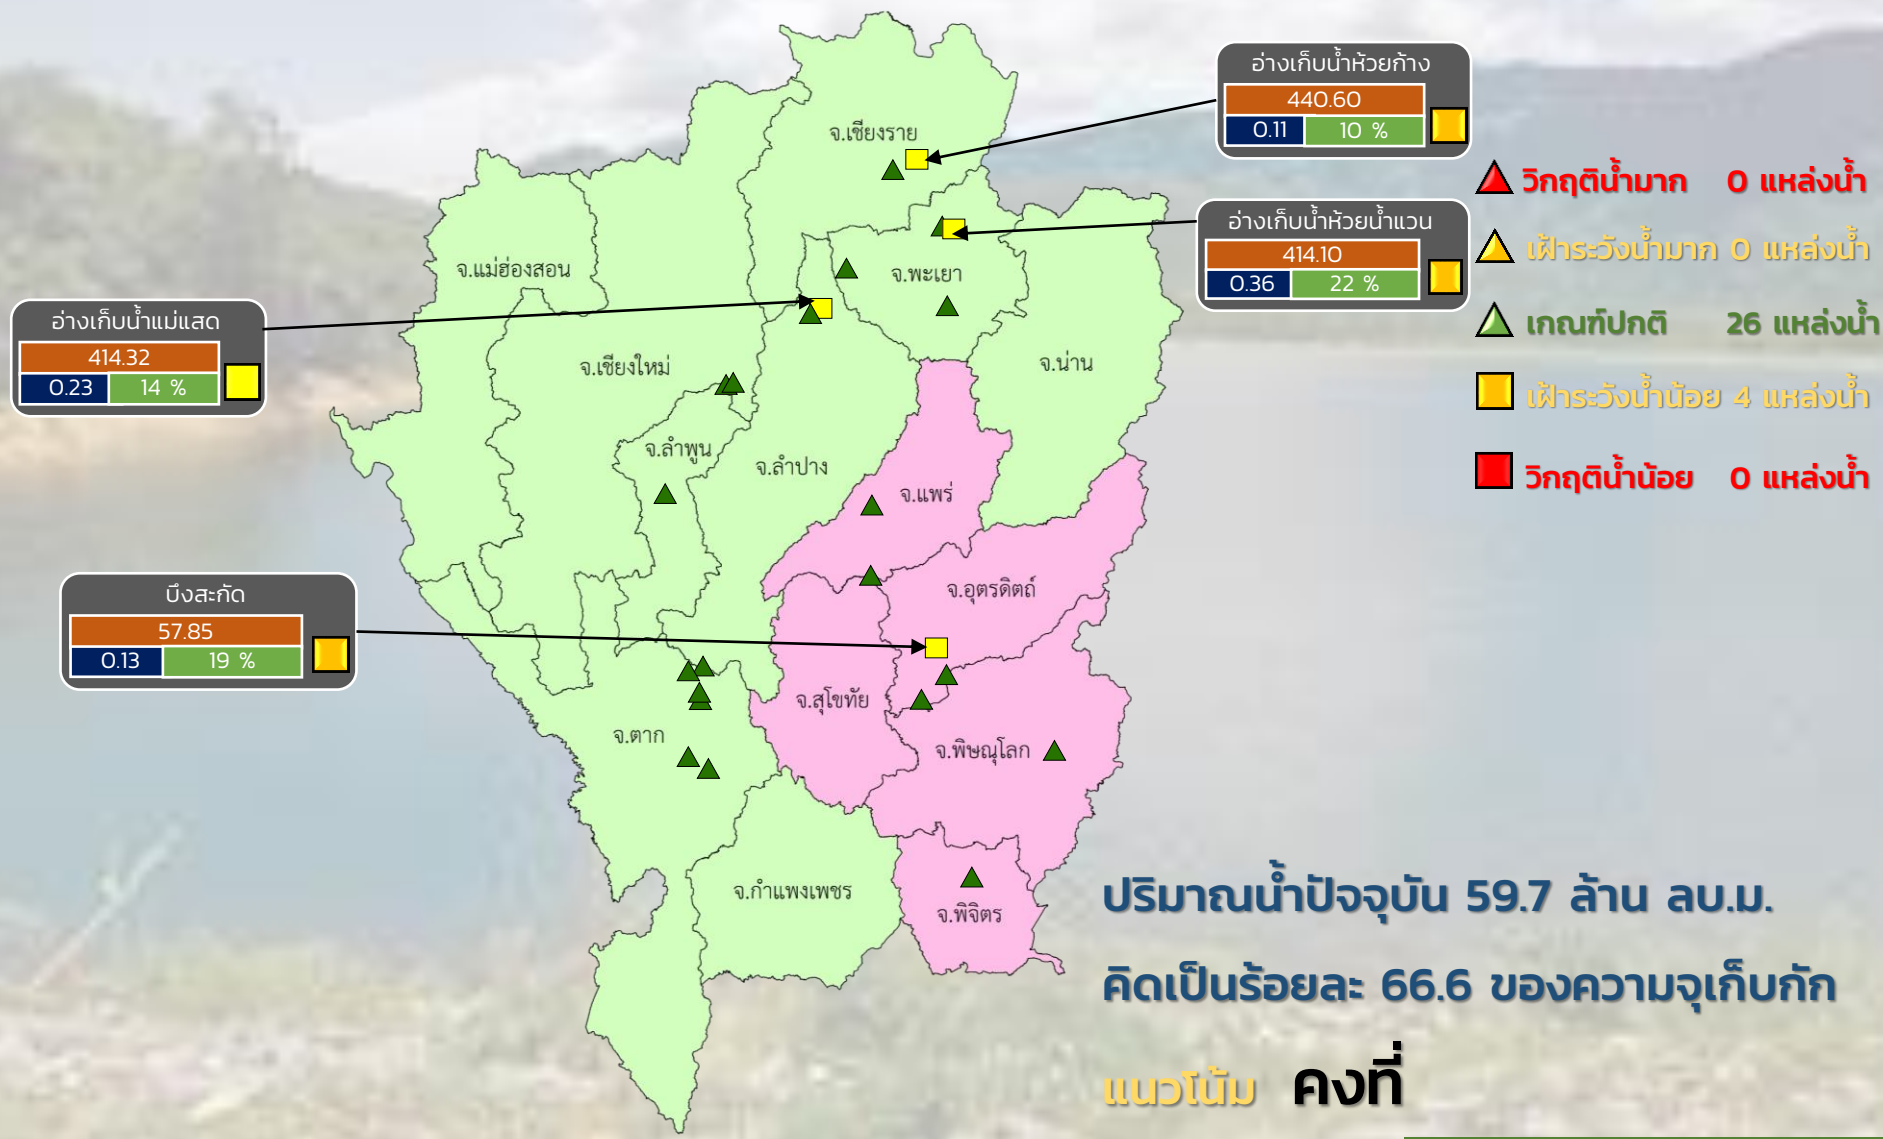 อ่างเก็บน้ำห้วยก้าง
440.60
0.11 10 %
จ.เชียงราย
วิกฤติน้ำมาก 0 แหล่งน้ำ
อ่างเก็บน้ำห้วยน้ำแวน
414.10
0.36 22 %
เฝ้าระวังน้ำมาก 0 แหล่งน้ำ
จ.แม่ฮ่องสอน
จ.พะเยา
อ่างเก็บน้ำแม่แสด
414.32
0.23 14 %
เกณฑ์ปกติ 26 แหล่งน้ำ
จ.เชียงใหม่
จ.น่าน
เฝ้าระวังน้ำน้อย 4 แหล่งน้ำ
จ.ลำพูน
จ.ลำปาง
วิกฤติน้ำน้อย 0 แหล่งน้ำ
จ.แพร่
บึงสะกัด
57.85
0.13 19 %
จ.อุตรดิตถ์
จ.สุโขทัย
จ.ตาก
จ.พิษณุโลก
จ.กำแพงเพชร
จ.พิจิตร
ปริมาณน้ำปัจจุบัน 59.7 ล้าน ลบ.ม.
คิดเป็นร้อยละ 66.6 ของความจุเก็บกัก
แนวโน้ม คงที่